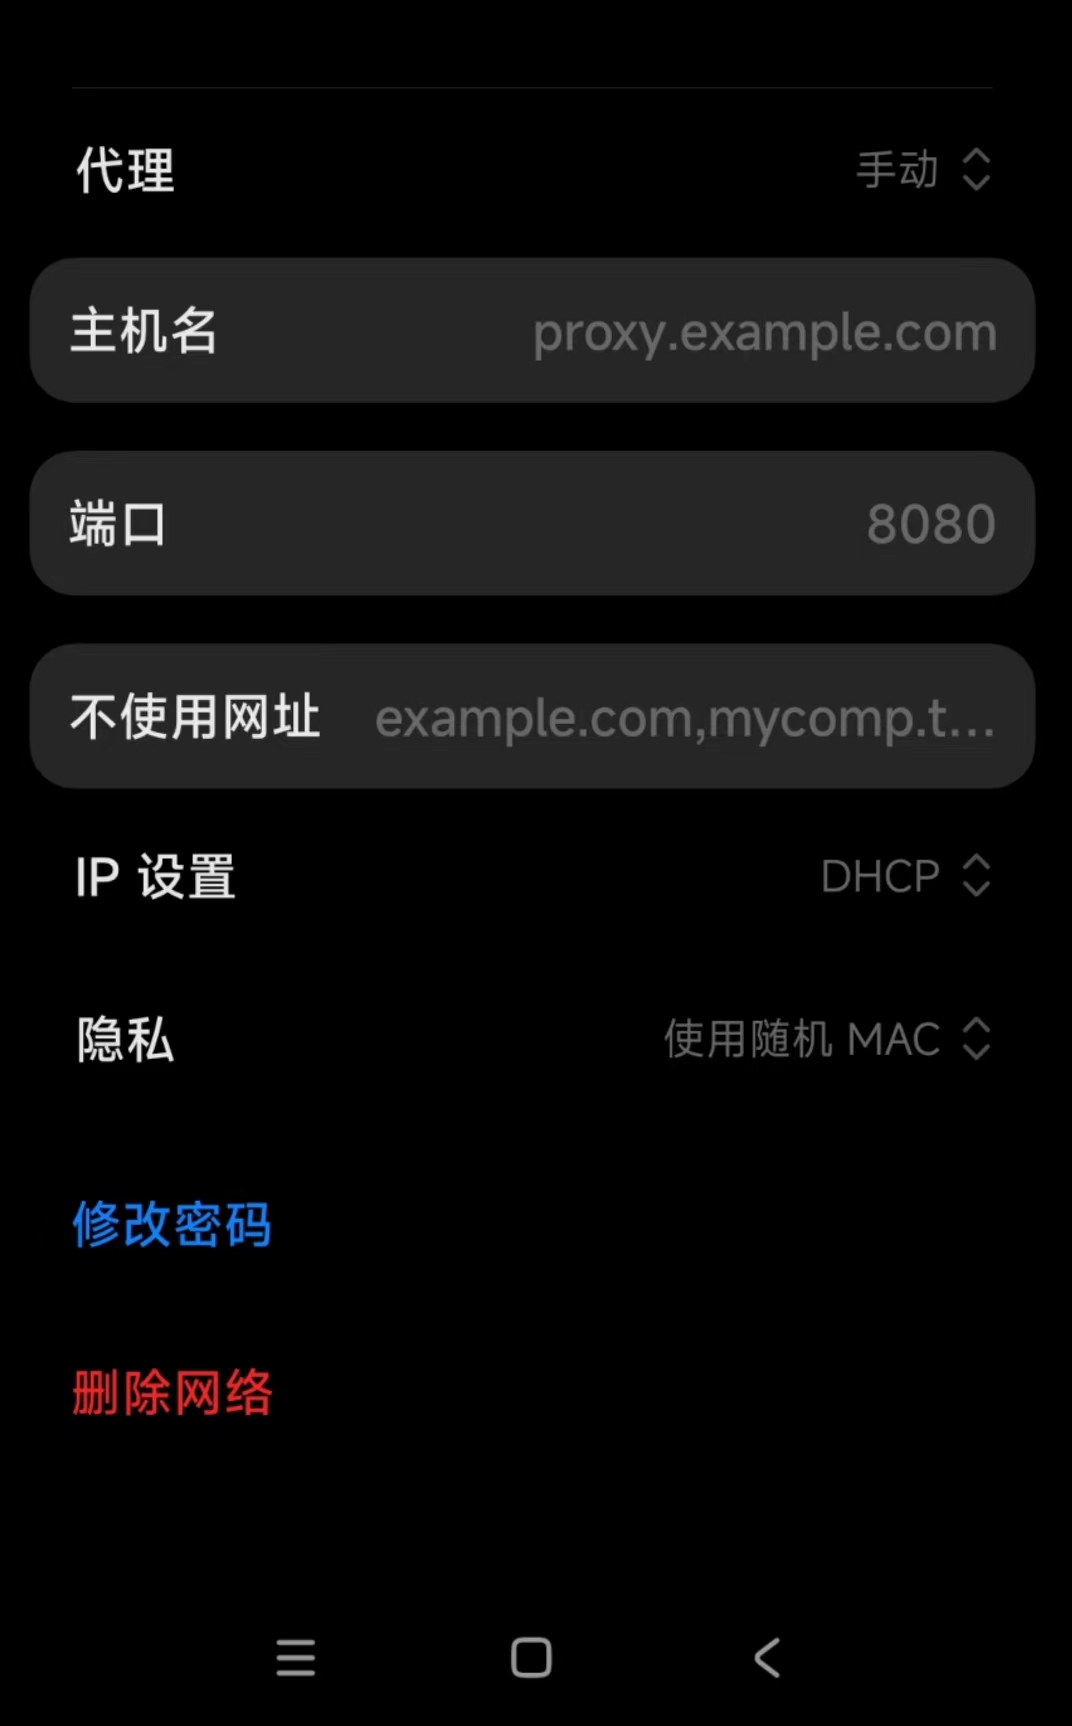 代理 手动
主机名 proxy.example.com
端口 8080
不使用网址 example.com,mycomp.t...
IP 设置 DHCP
隐私 使用随机 MAC
修改密码
删除网络